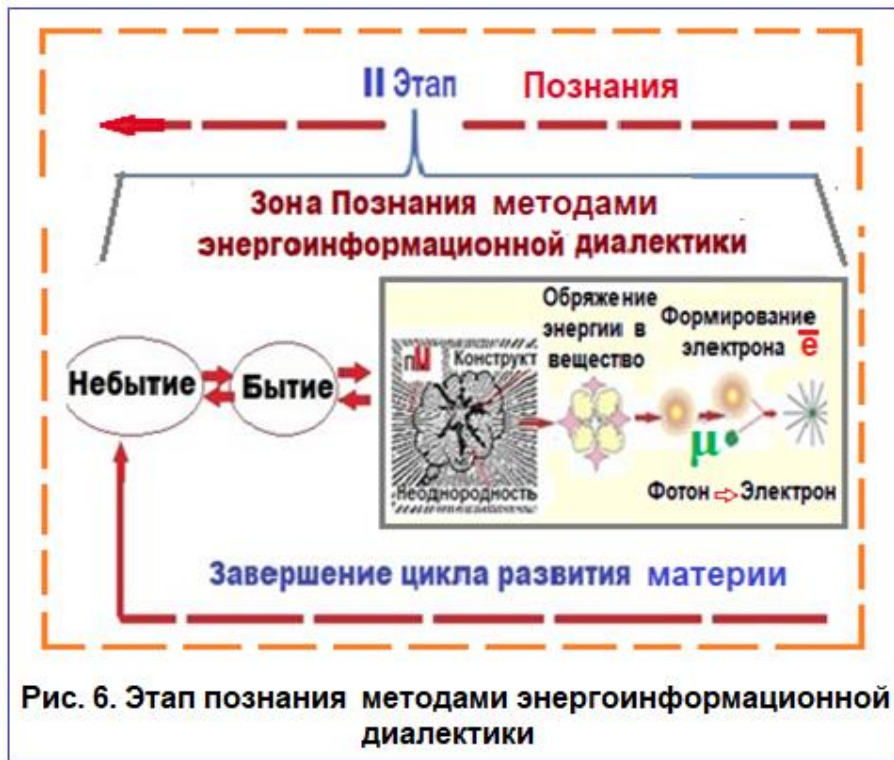 II Этап Познания
Зона Познания методами
энергоинформационной диалектики
Небытие
Бытие
пМ
Конструкт
Неоднородность
Обряжение
энергии в
вещество
Формирование
электрона e̅
μ
Фотон ⇨ Электрон
Завершение цикла развития материи
Рис. 6. Этап познания методами энергоинформационной
диалектики